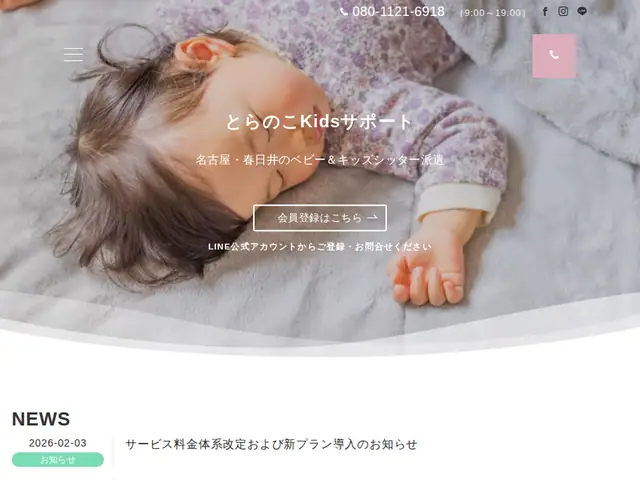 080-1121-6918 (9:00～19:00)
とらのこKidsサポート
名古屋・春日井のベビー＆キッズシッター派遣
会員登録はこちら
LINE公式アカウントからご登録・お問合せください
NEWS
2026-02-03
サービス料金体系改定および新プラン導入のお知らせ
お知らせ